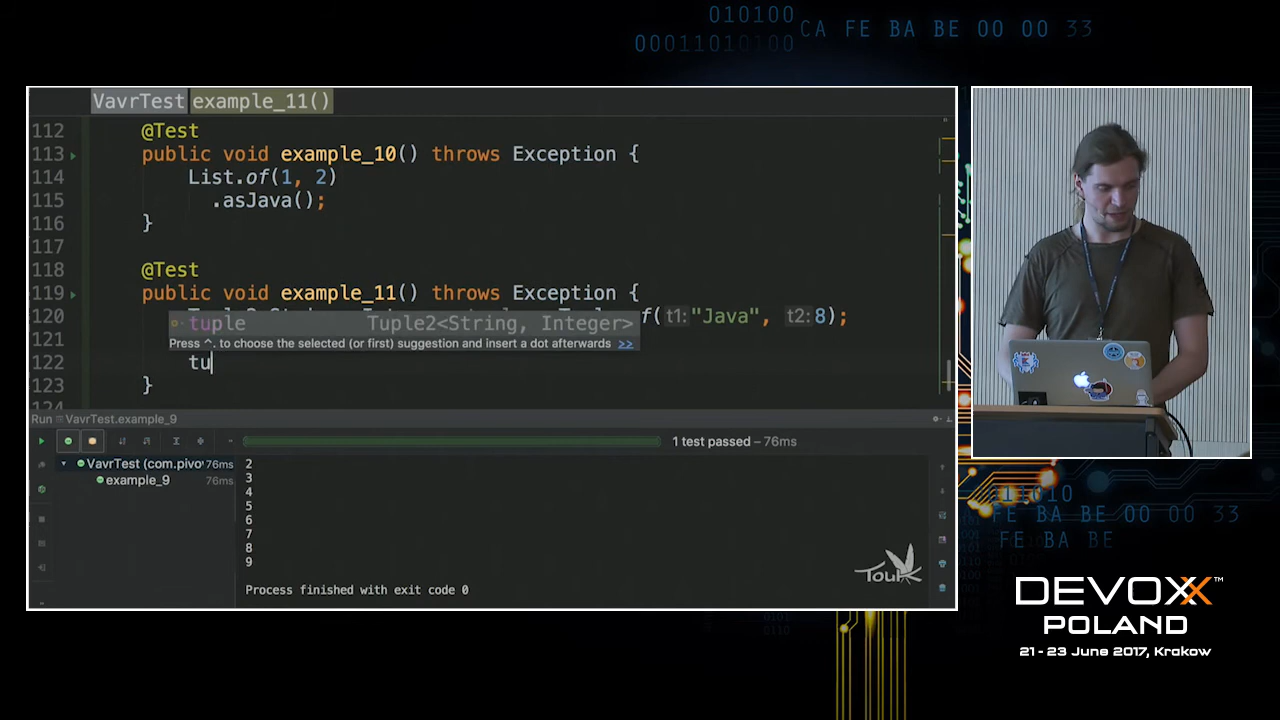 010100
00011010100
CA FE BA BE 00 00 33
VavrTest example_11()
112 @Test
113 public void example_10() throws Exception {
114 List.of(1, 2)
115 .asJava();
116 }
117
118 @Test
119 public void example_11() throws Exception {
120 f( t1: "Java", t2: 8);
tuple Tuple2<String, Integer>
121
Press ^. to choose the selected (or first) suggestion and insert a dot afterwards >>
122 tu
123 }
124
Run VavrTest.example_9
1 test passed – 76ms
VavrTest (com.pivo 76ms
example_9 76ms
2
3
4
5
6
7
8
9
Process finished with exit code 0
TouK
011010
FE BA BE 00 00 33
FE BA BE
DEVOXX™
POLAND
21 - 23 June 2017, Krakow